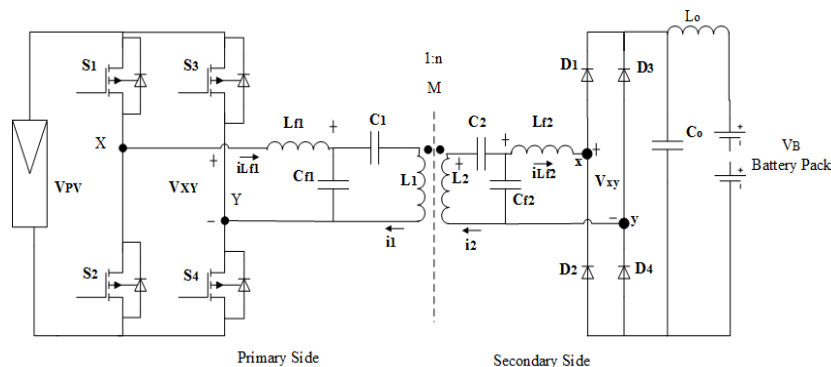 Lo
S1
S3
1:n
D1
D3
M
Lf1
+
C1
C2
+
Lf2
X
+
+
+
+
VB
Battery Pack
Co
x
iLf1
L1
L2
iLf2
VPV
VXY
Cf1
Cf2
Vxy
Y
−
−
y
i1
i2
S2
S4
D2
D4
Primary Side
Secondary Side